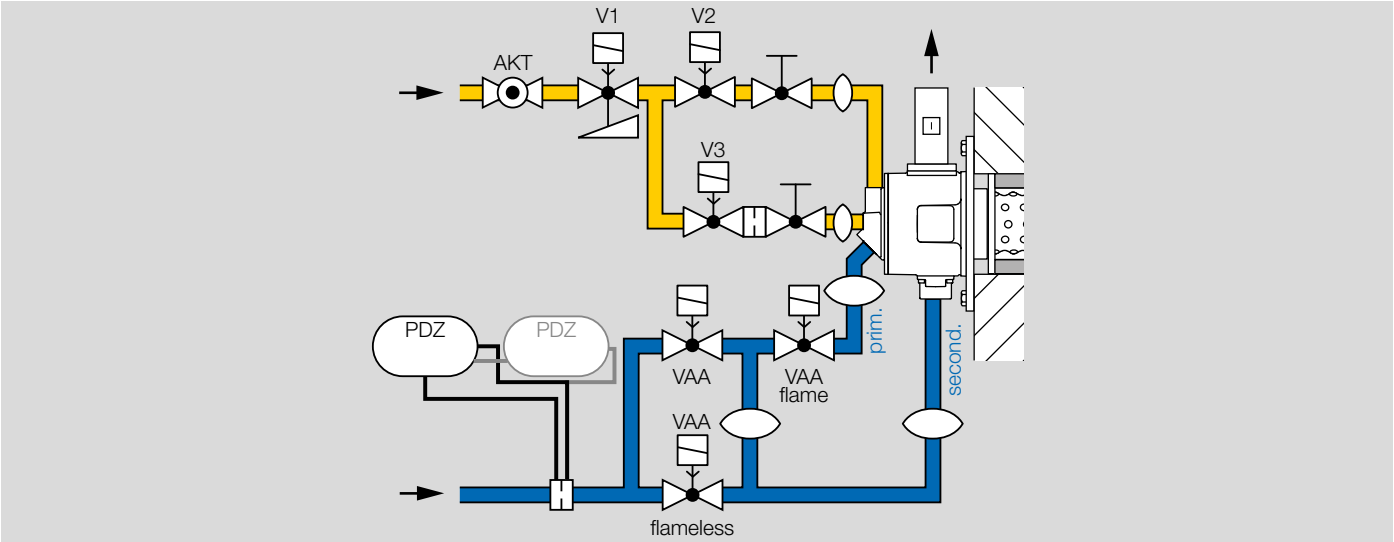 V1
V2
AKT
V3
PDZ
PDZ
prim.
second.
VAA
VAA
flame
VAA
flameless